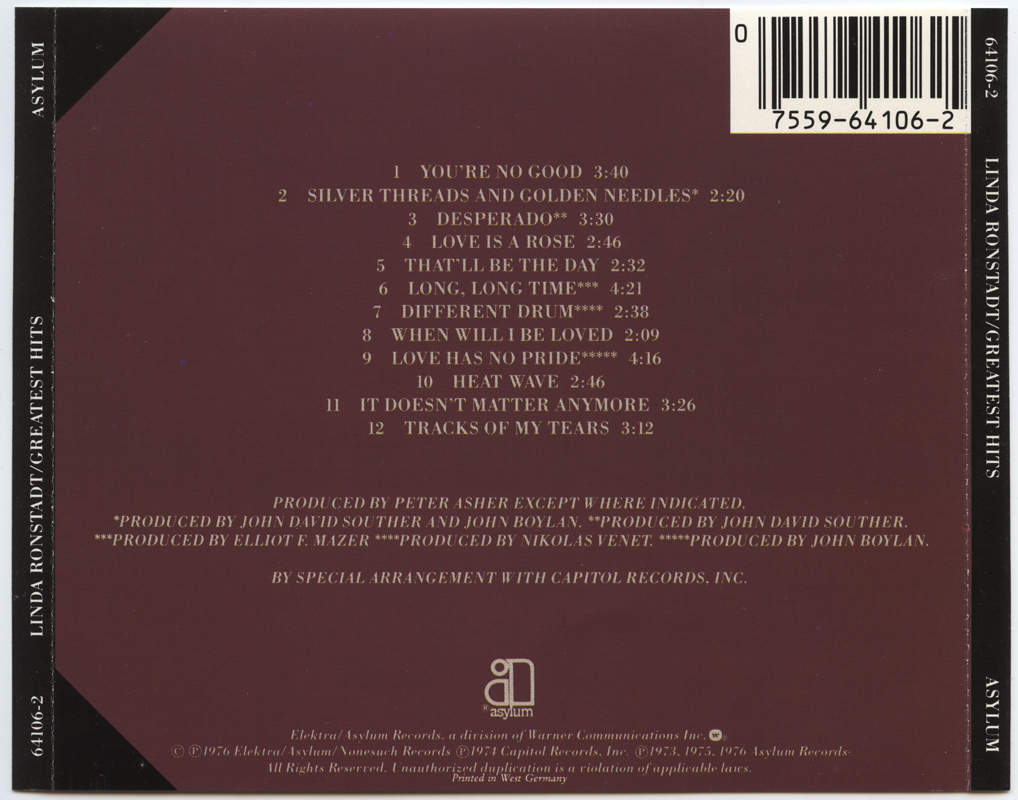 ASYLUM
LINDA RONSTADT/GREATEST HITS
64106-2
0
7559-64106-2
1 YOU'RE NO GOOD 3:40
2 SILVER THREADS AND GOLDEN NEEDLES* 2:20
3 DESPERADO** 3:30
4 LOVE IS A ROSE 2:46
5 THAT'LL BE THE DAY 2:32
6 LONG, LONG TIME*** 4:21
7 DIFFERENT DRUM**** 2:38
8 WHEN WILL I BE LOVED 2:09
9 LOVE HAS NO PRIDE***** 4:16
10 HEAT WAVE 2:46
11 IT DOESN'T MATTER ANYMORE 3:26
12 TRACKS OF MY TEARS 3:12
PRODUCED BY PETER ASHER EXCEPT WHERE INDICATED.
*PRODUCED BY JOHN DAVID SOUTHER AND JOHN BOYLAN. **PRODUCED BY JOHN DAVID SOUTHER.
***PRODUCED BY ELLIOT F. MAZER ****PRODUCED BY NIKOLAS VENET. *****PRODUCED BY JOHN BOYLAN.
BY SPECIAL ARRANGEMENT WITH CAPITOL RECORDS, INC.
® asylum
Elektra/Asylum Records, a division of Warner Communications Inc. W.
© ℗ 1976 Elektra/Asylum/Nonesuch Records ℗ 1974 Capitol Records, Inc. ℗ 1973, 1975, 1976 Asylum Records
All Rights Reserved. Unauthorized duplication is a violation of applicable laws.
Printed in West Germany
64106-2
LINDA RONSTADT/GREATEST HITS
ASYLUM